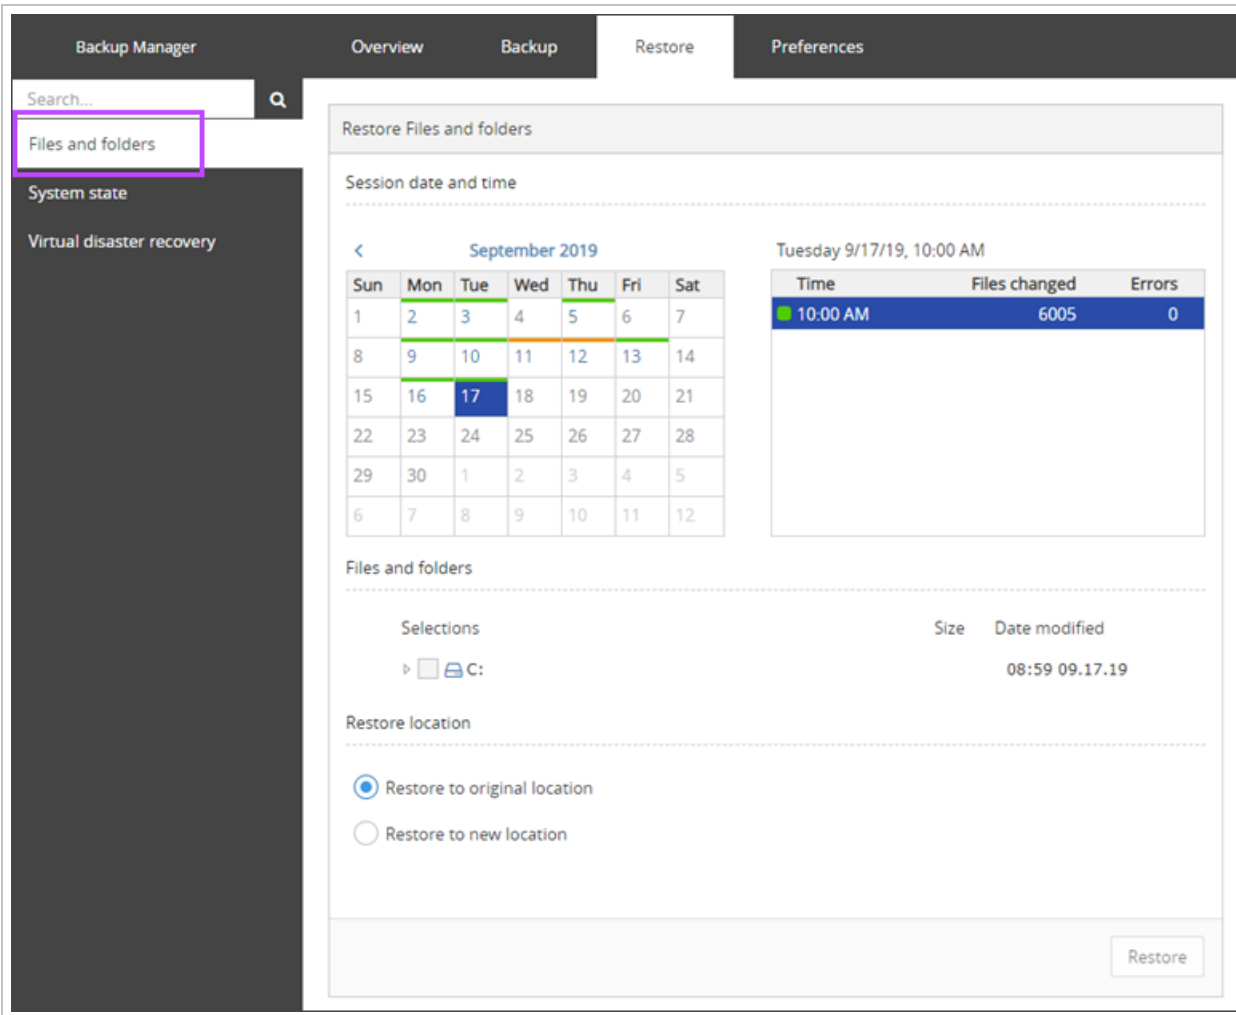 Backup Manager Overview Backup Restore Preferences
Search...
Files and folders
System state
Virtual disaster recovery
Restore Files and folders
Session date and time
September 2019
Sun Mon Tue Wed Thu Fri Sat
1 2 3 4 5 6 7
8 9 10 11 12 13 14
15 16 17 18 19 20 21
22 23 24 25 26 27 28
29 30 1 2 3 4 5
6 7 8 9 10 11 12
Tuesday 9/17/19, 10:00 AM
Time Files changed Errors
10:00 AM 6005 0
Files and folders
Selections Size Date modified
C: 08:59 09.17.19
Restore location
Restore to original location
Restore to new location
Restore